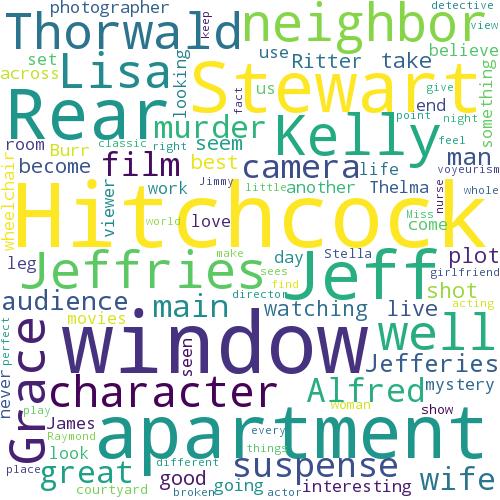 photographer keep detective
Thorwald neighbor view
set Lisa looking use Ritter take believe
across Stewart us something
Rear fact end
murder Kelly point night
room classic right seem feel
Burr film best camera man
become Jimmy life voyeurism
wheelchair viewer work little another Thelma nurse whole
Hitchcock
world love Miss come
leg Jeffries make day Stella plot
sees Jeff girlfriend
audience find shot
director acting
movies main watching live
window well
perfect Grace seen Jefferies
never character Alfred mystery
play James woman show
Raymond apartment every
look things
place great different suspense wife
courtyard good going interesting
broken actor